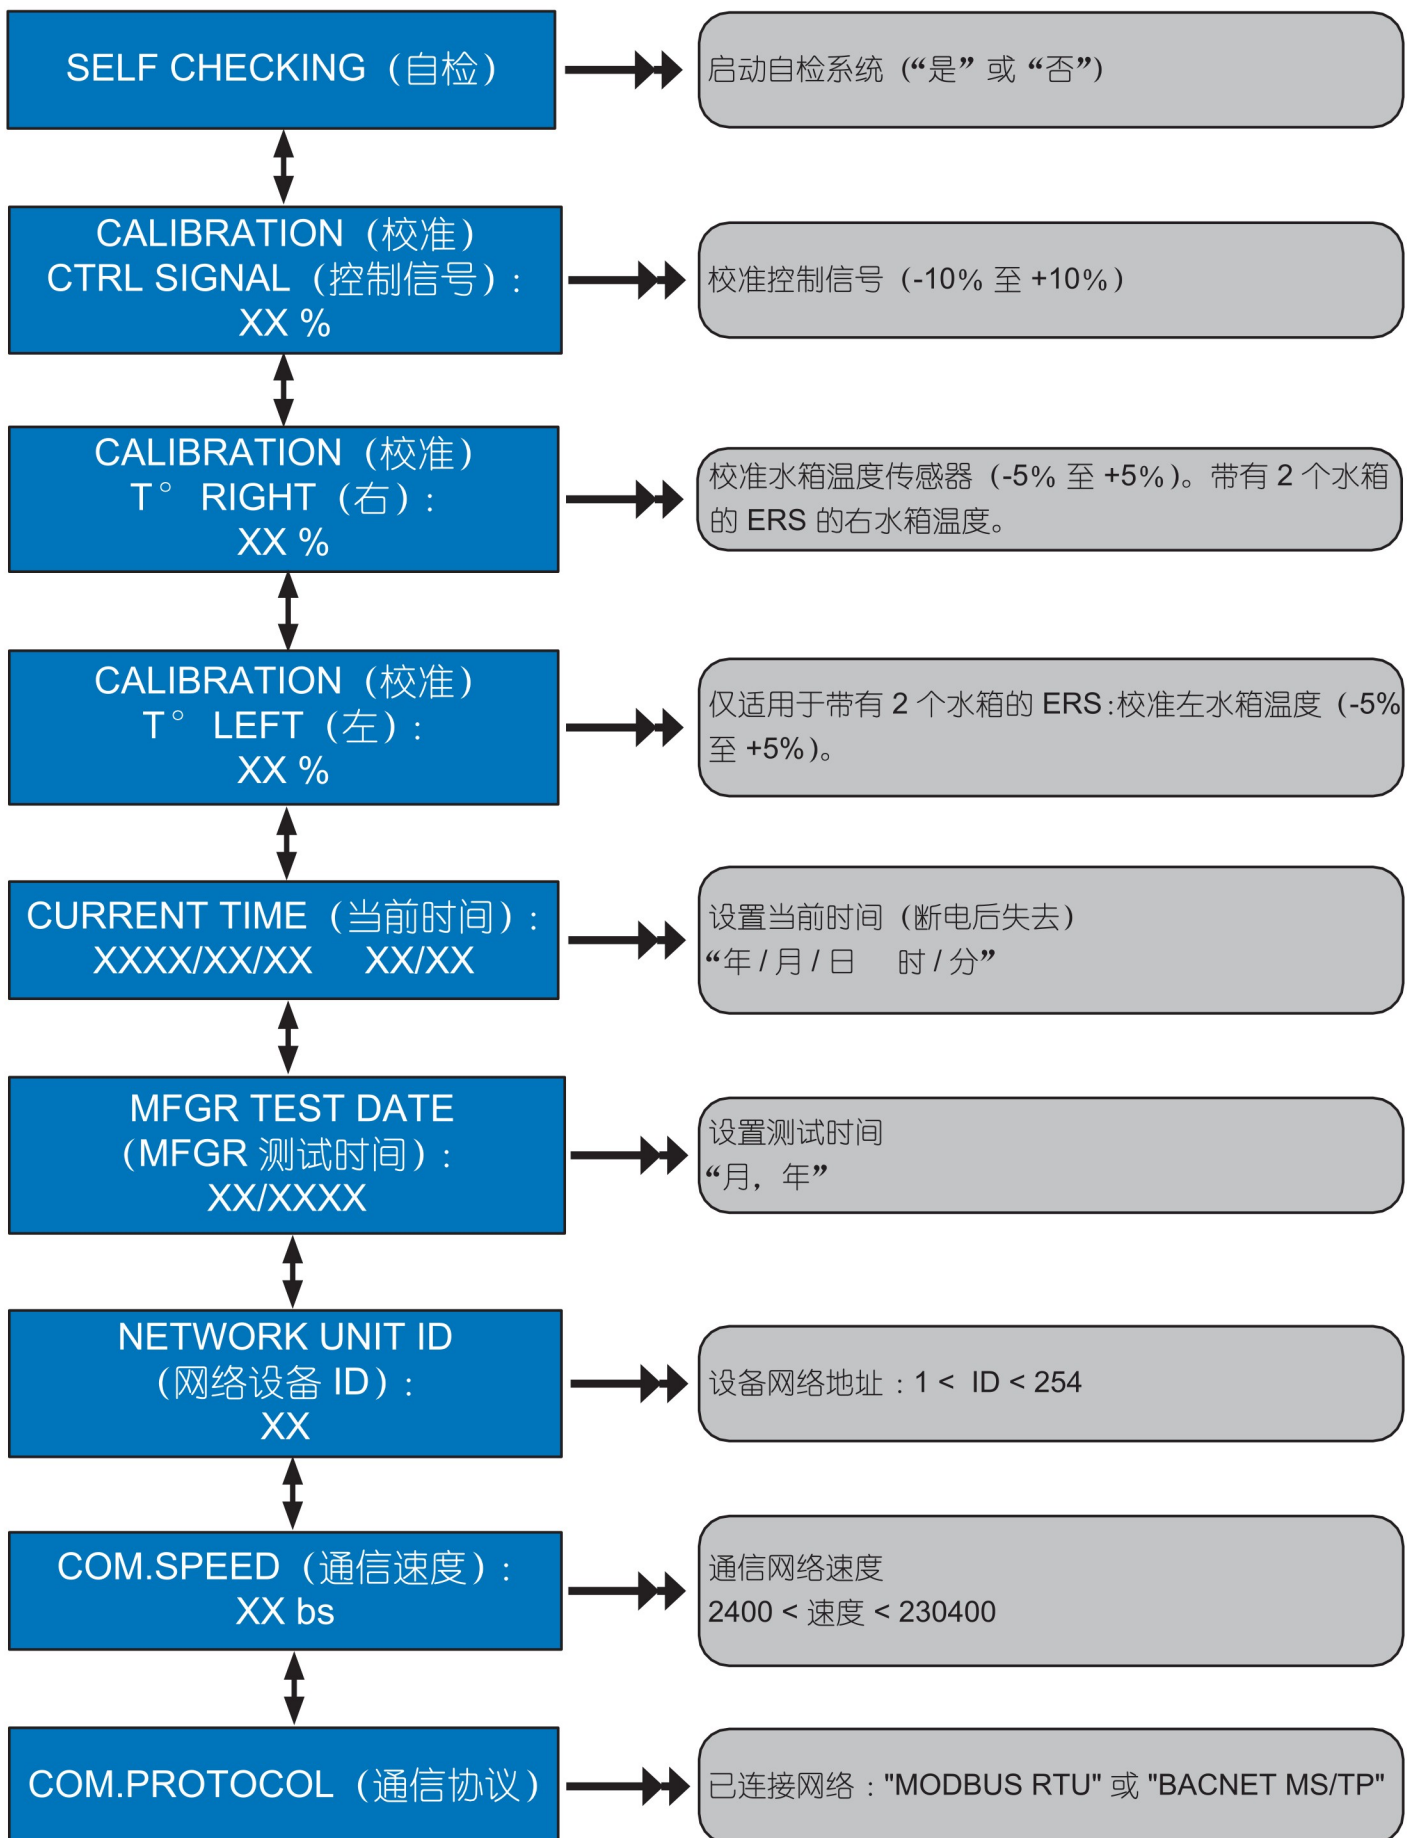 SELF CHECKING（自检）
启动自检系统（“是”或“否”）
CALIBRATION（校准）
CTRL SIGNAL（控制信号）：
XX %
校准控制信号（-10% 至 +10%）
CALIBRATION（校准）
T° RIGHT（右）：
XX %
校准水箱温度传感器（-5% 至 +5%）。带有 2 个水箱
的 ERS 的右水箱温度。
CALIBRATION（校准）
T° LEFT（左）：
XX %
仅适用于带有 2 个水箱的 ERS：校准左水箱温度（-5%
至 +5%）。
CURRENT TIME（当前时间）：
XXXX/XX/XX XX/XX
设置当前时间（断电后失去）
“年 / 月 / 日 时 / 分”
MFGR TEST DATE
（MFGR 测试时间）：
XX/XXXX
设置测试时间
“月，年”
NETWORK UNIT ID
（网络设备 ID）：
XX
设备网络地址：1 < ID < 254
COM.SPEED（通信速度）：
XX bs
通信网络速度
2400 < 速度 < 230400
COM.PROTOCOL（通信协议）
已连接网络："MODBUS RTU" 或 "BACNET MS/TP"